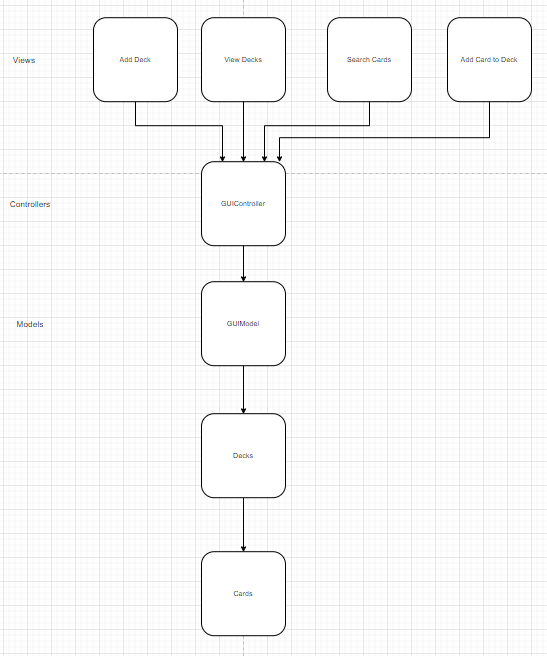 Views
Add Deck
View Decks
Search Cards
Add Card to Deck
Controllers
GUIController
Models
GUIModel
Decks
Cards